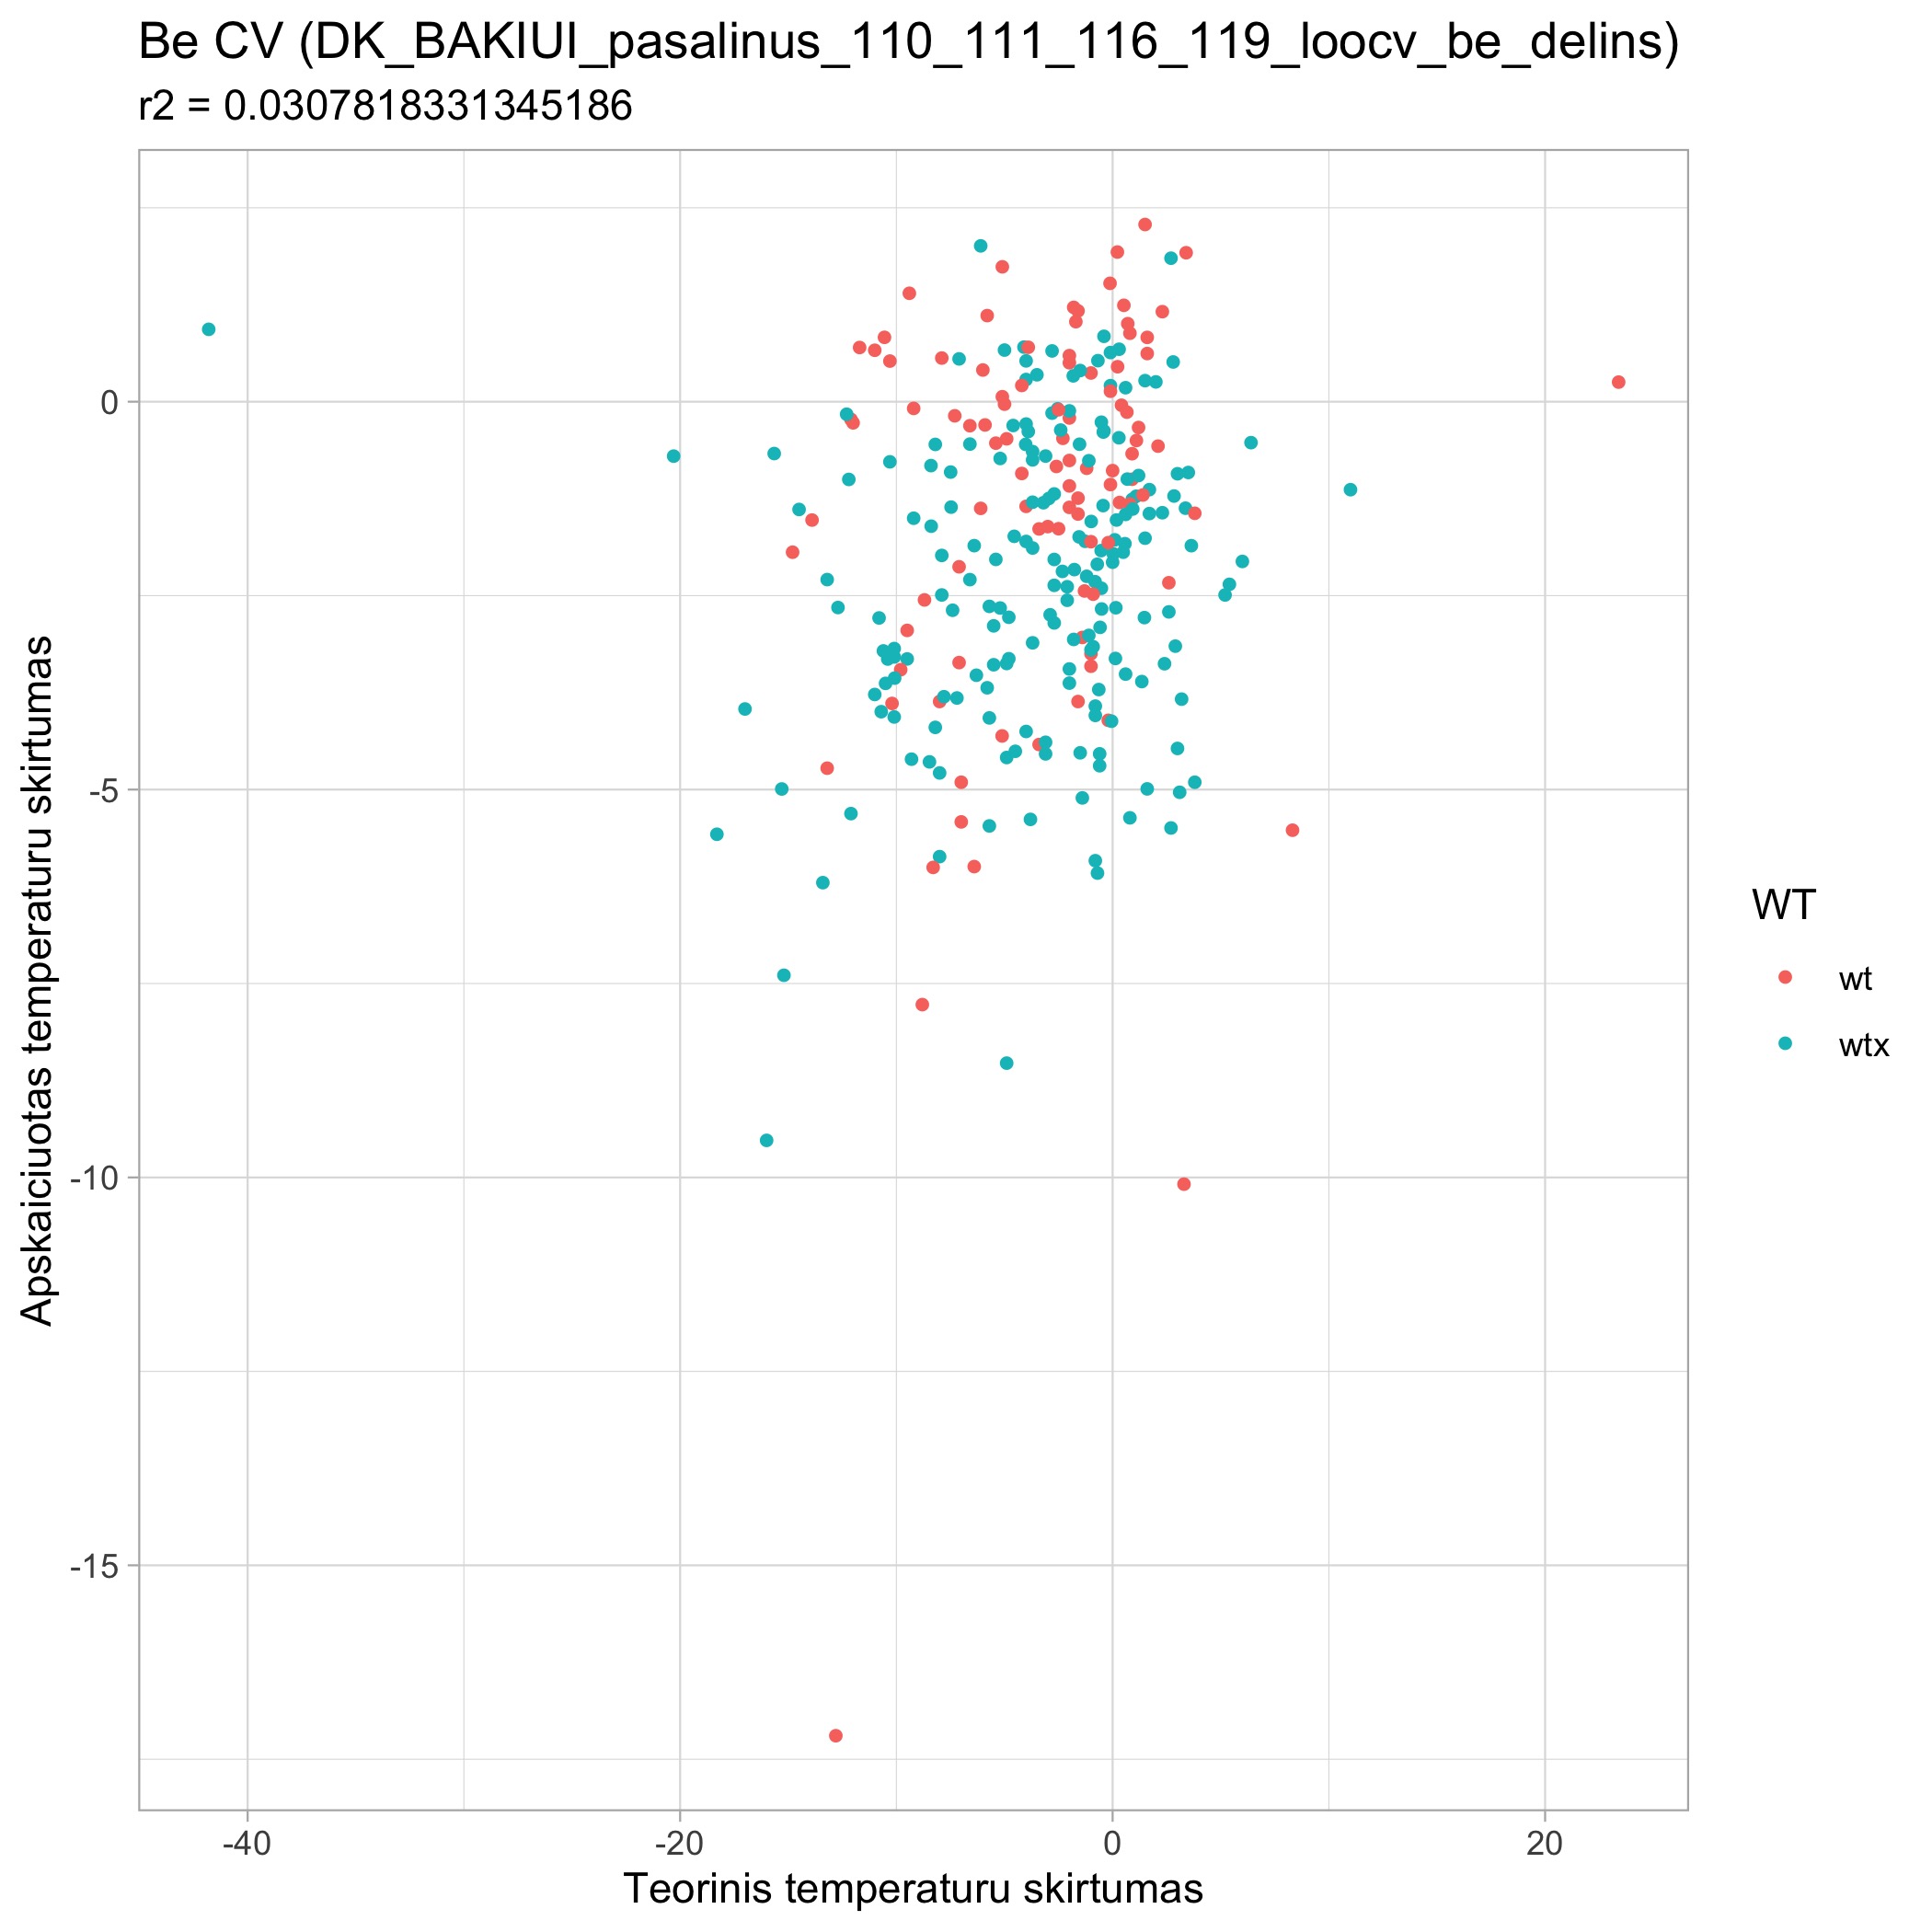 Be CV (DK_BAKIUI_pasalinus_110_111_116_119_loocv_be_delins)
r2 = 0.0307818331345186
Apskaiciuotas temperaturu skirtumas
0
-5
-10
-15
-40
-20
0
20
Teorinis temperaturu skirtumas
WT
wt
wtx